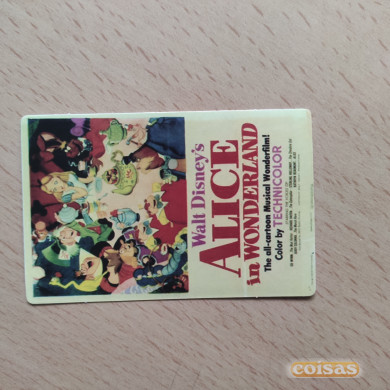 Walt Disney's
ALICE
in WONDERLAND
The all-cartoon Musical Wonderfilm!
Color by TECHNICOLOR
coisas